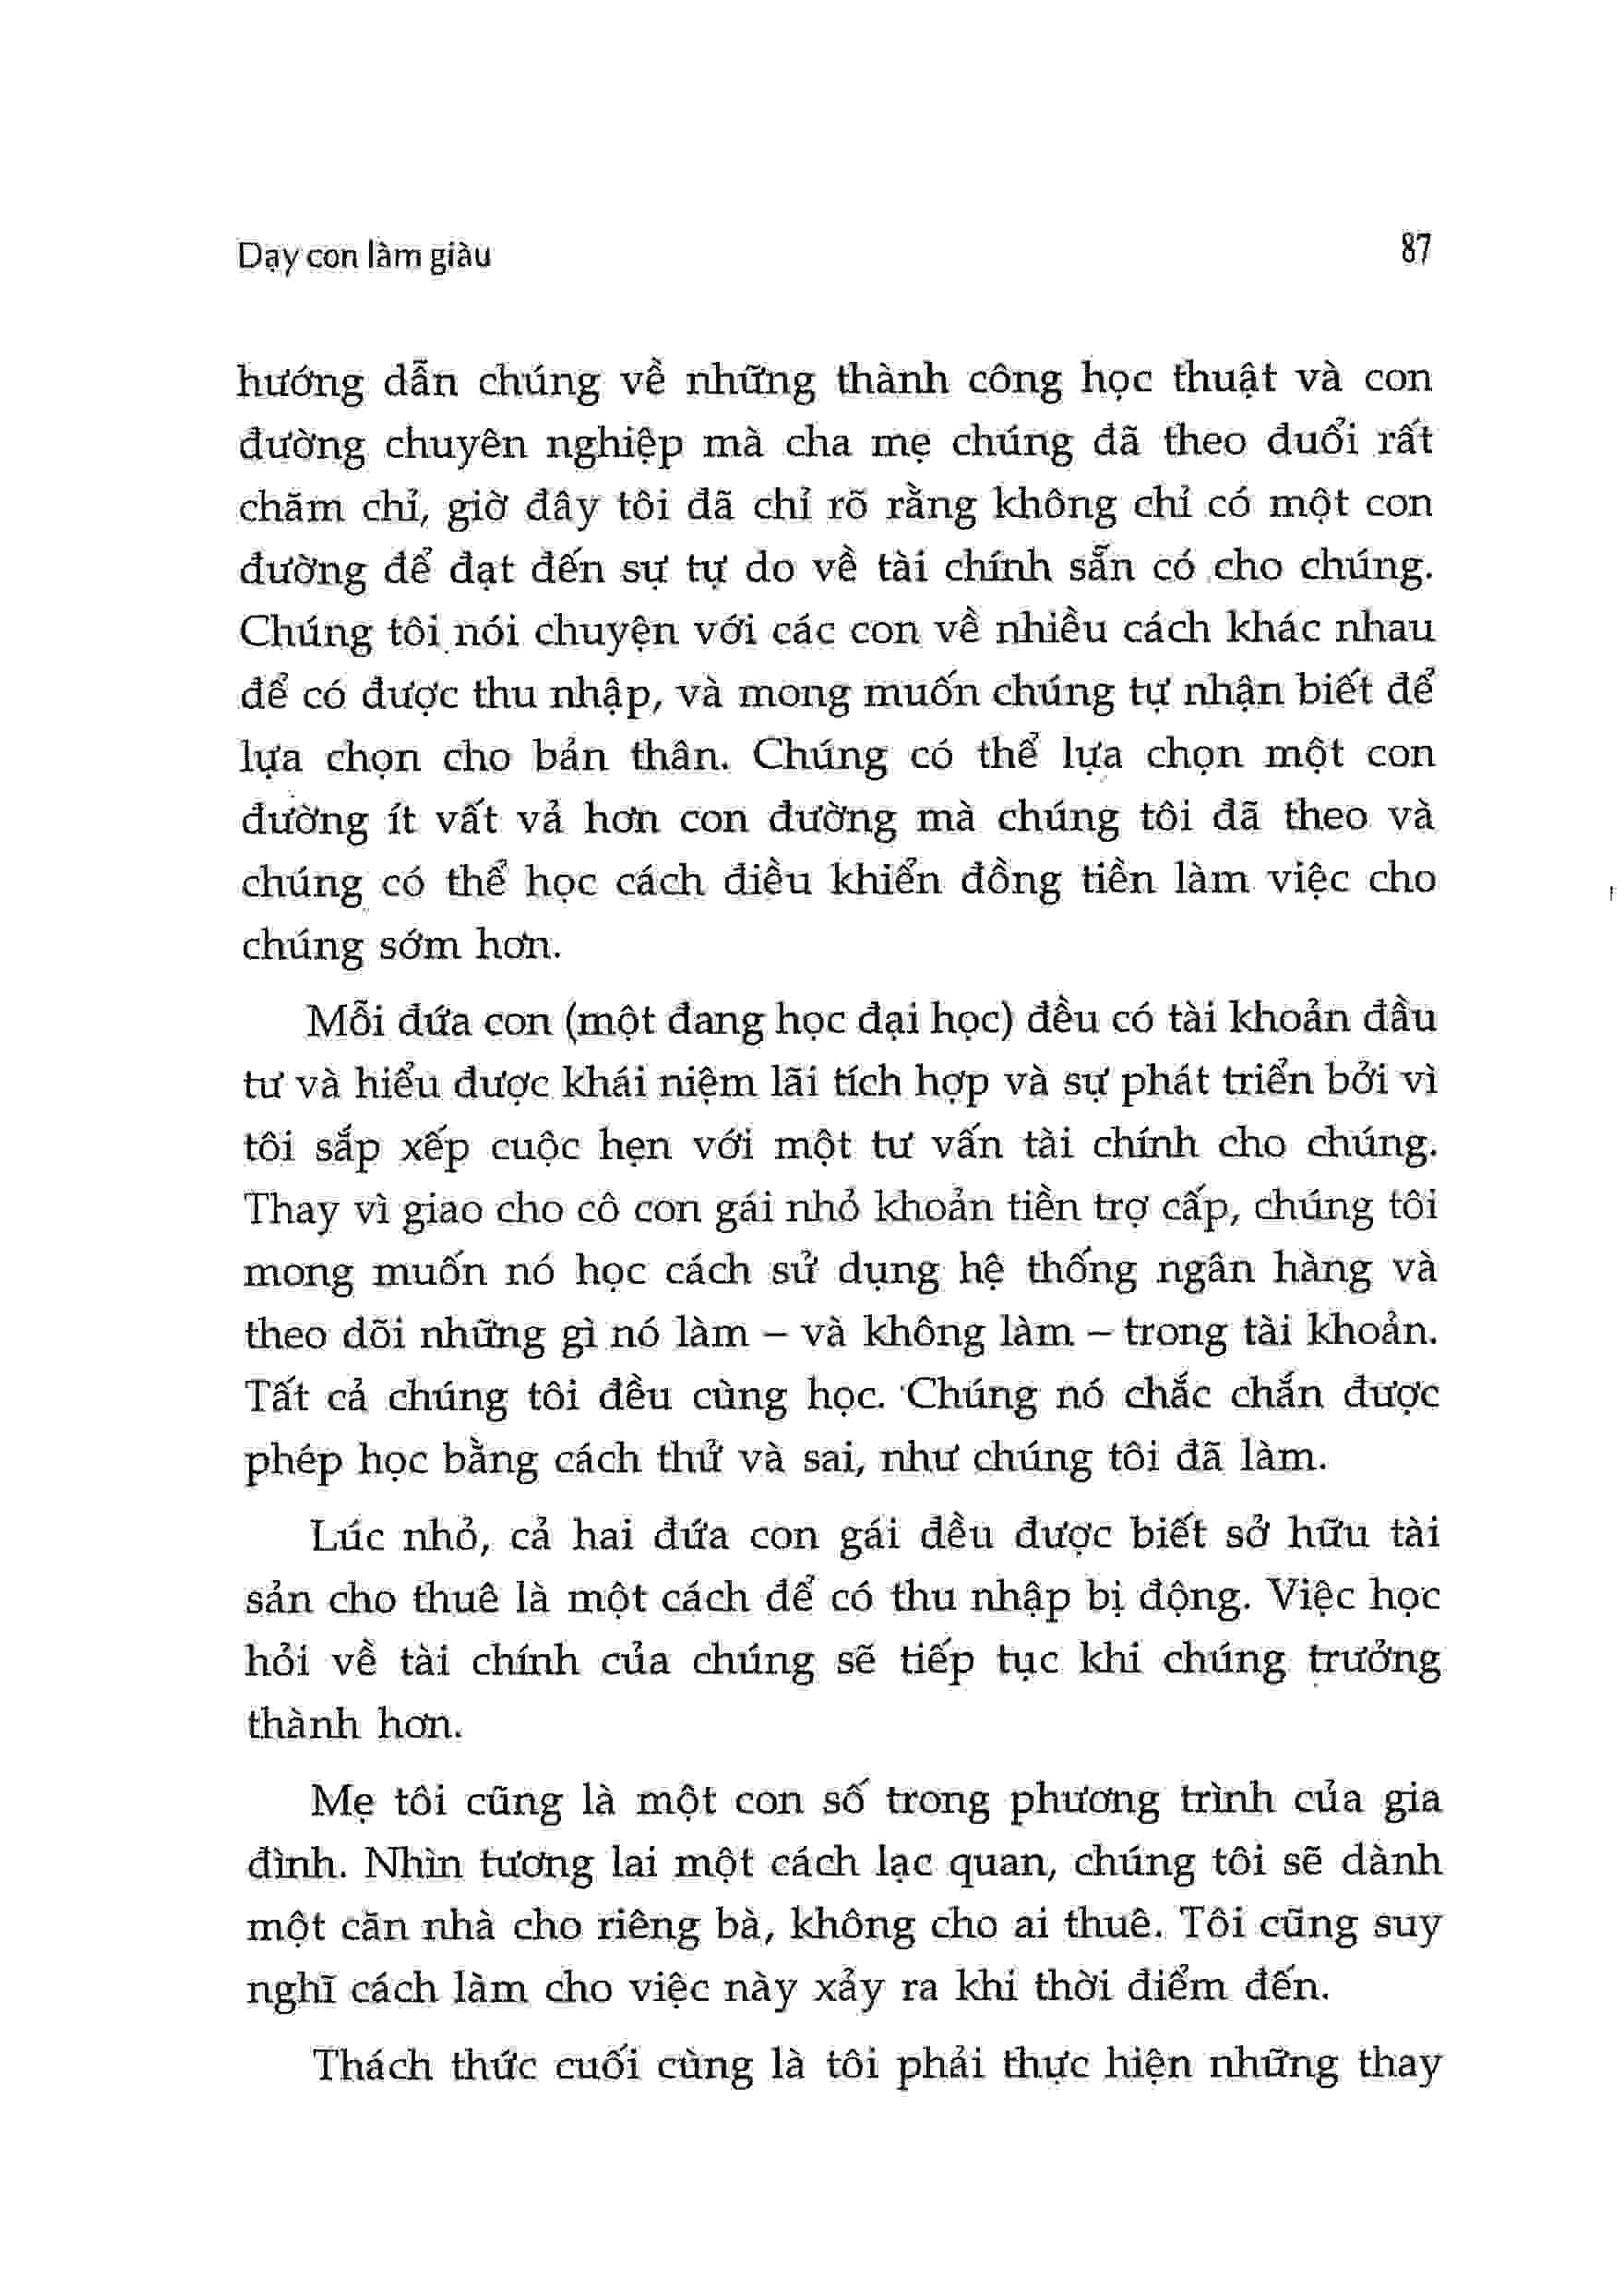 Dạy con làm giàu
87
hướng dẫn chúng về những thành công học thuật và con
đường chuyên nghiệp mà cha mẹ chúng đã theo đuổi rất
chăm chỉ, giờ đây tôi đã chỉ rõ rằng không chỉ có một con
đường để đạt đến sự tự do về tài chính sẵn có cho chúng.
Chúng tôi nói chuyện với các con về nhiều cách khác nhau
để có được thu nhập, và mong muốn chúng tự nhận biết để
lựa chọn cho bản thân. Chúng có thể lựa chọn một con
đường ít vất vả hơn con đường mà chúng tôi đã theo và
chúng có thể học cách điều khiển đồng tiền làm việc cho
chúng sớm hơn.
Mỗi đứa con (một đang học đại học) đều có tài khoản đầu
tư và hiểu được khái niệm lãi tích hợp và sự phát triển bởi vì
tôi sắp xếp cuộc hẹn với một tư vấn tài chính cho chúng.
Thay vì giao cho cô con gái nhỏ khoản tiền trợ cấp, chúng tôi
mong muốn nó học cách sử dụng hệ thống ngân hàng và
theo dõi những gì nó làm – và không làm – trong tài khoản.
Tất cả chúng tôi đều cùng học. Chúng nó chắc chắn được
phép học bằng cách thử và sai, như chúng tôi đã làm.
Lúc nhỏ, cả hai đứa con gái đều được biết sở hữu tài
sản cho thuê là một cách để có thu nhập bị động. Việc học
hỏi về tài chính của chúng sẽ tiếp tục khi chúng trưởng
thành hơn.
Mẹ tôi cũng là một con số trong phương trình của gia
đình. Nhìn tương lai một cách lạc quan, chúng tôi sẽ dành
một căn nhà cho riêng bà, không cho ai thuê. Tôi cũng suy
nghĩ cách làm cho việc này xảy ra khi thời điểm đến.
Thách thức cuối cùng là tôi phải thực hiện những thay